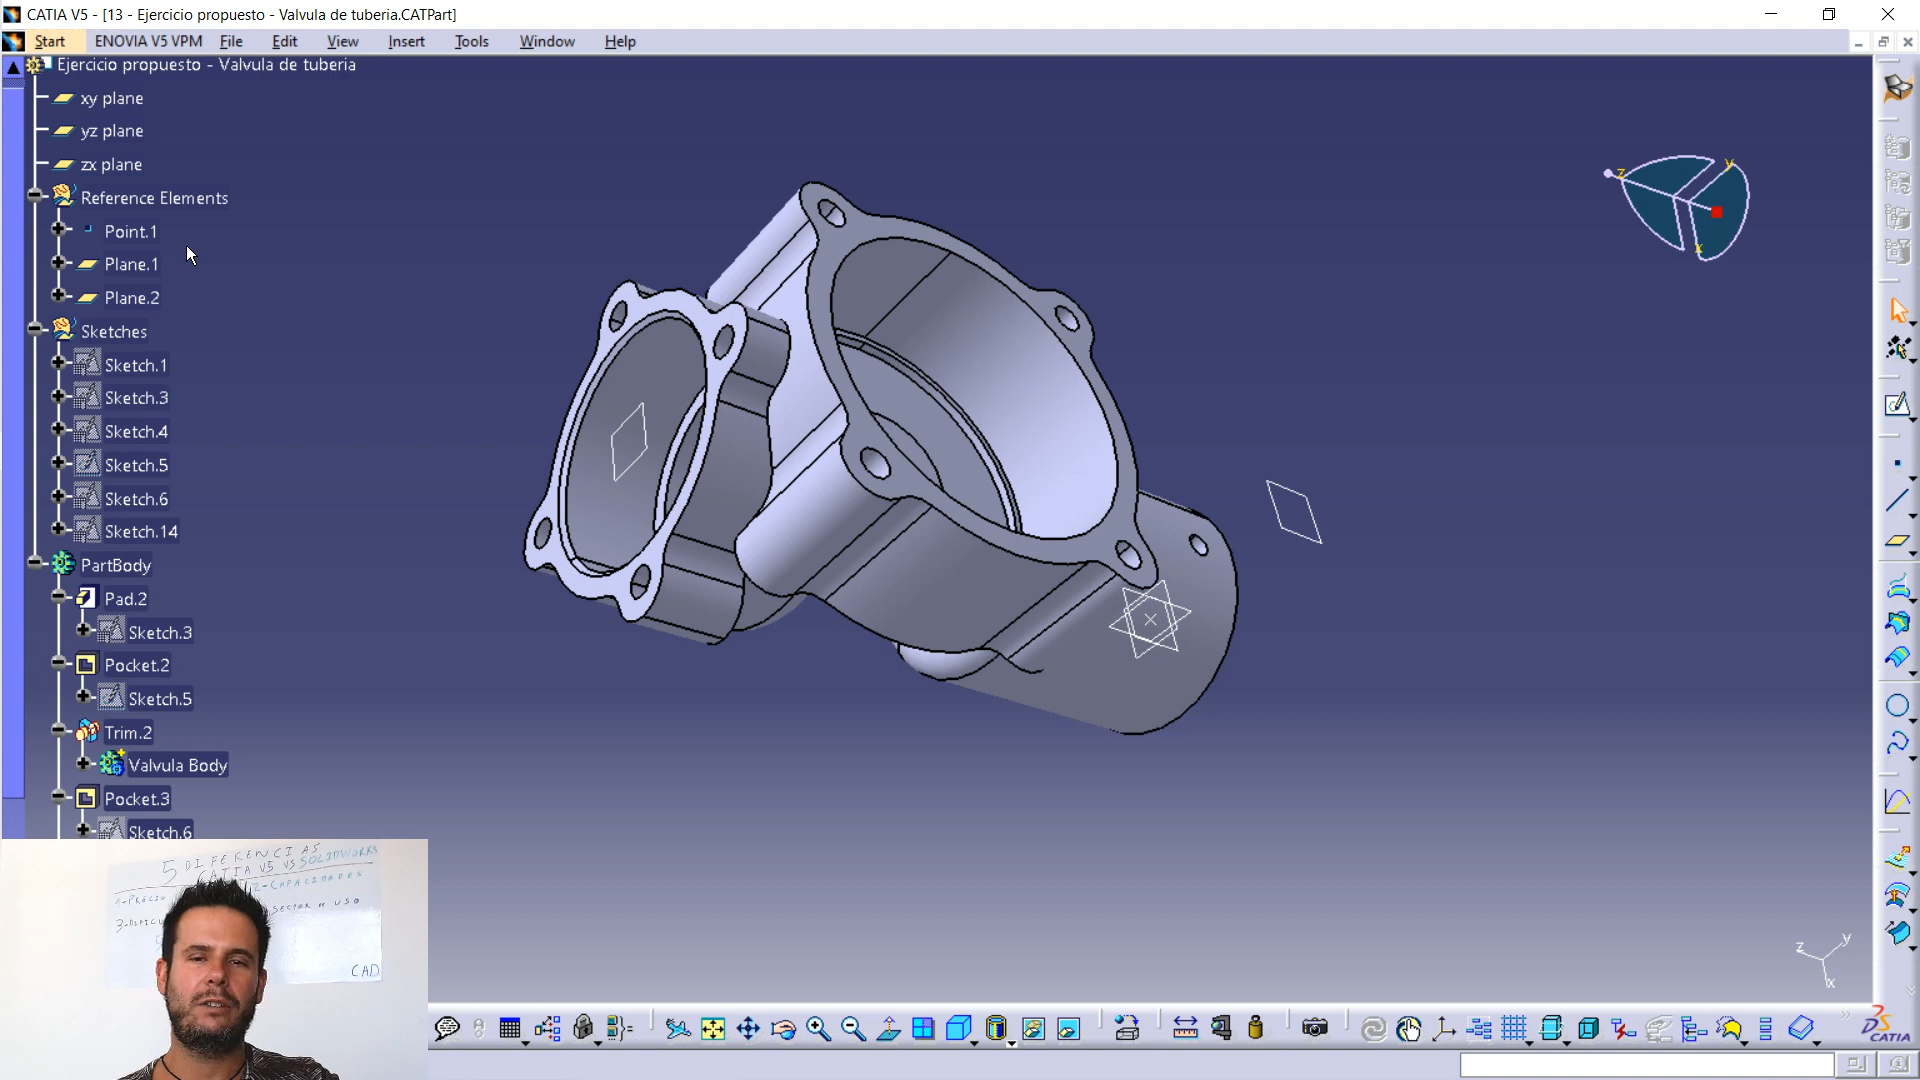 CATIA V5 - [13 - Ejercicio propuesto - Valvula de tuberia.CATPart]
Start ENOVIA V5 VPM File Edit View Insert Tools Window Help
Ejercicio propuesto - Valvula de tuberia
xy plane
yz plane
zx plane
Reference Elements
Point.1
Plane.1
Plane.2
Sketches
Sketch.1
Sketch.3
Sketch.4
Sketch.5
Sketch.6
Sketch.14
PartBody
Pad.2
Sketch.3
Pocket.2
Sketch.5
Trim.2
Valvula Body
Pocket.3
Sketch.6
z
y
x
z
y
x
5 DIFERENCIAS
CATIA V5 VS SOLIDWORKS
1-PRECIO 2-CAPACIDADES
SECTOR DE USO
CAD
CATIA